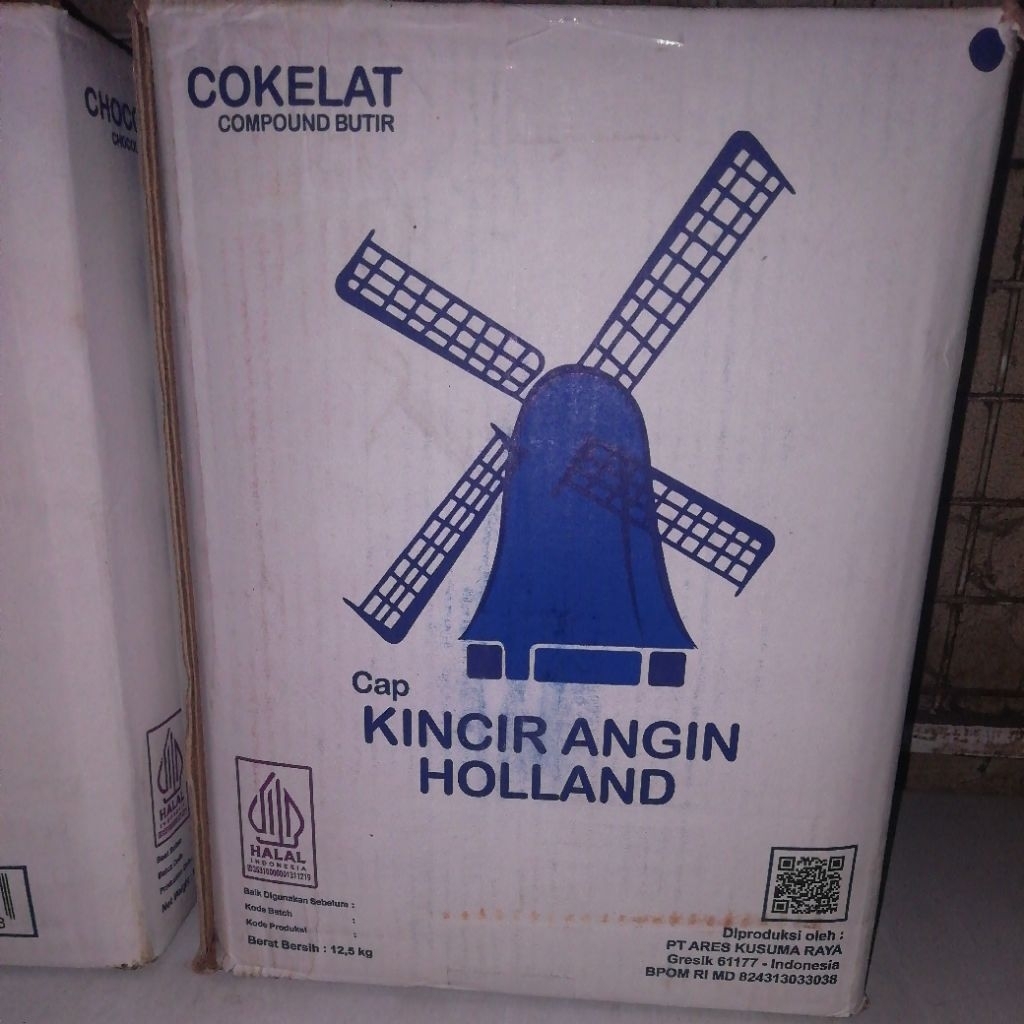 COKELAT
COMPOUND BUTIR
Cap
KINCIR ANGIN
HOLLAND
HALAL
INDONESIA
Baik Digunakan Sebelum :
Kode Batch :
Kode Produksi :
Berat Bersih : 12,5 kg
Diproduksi oleh :
PT ARES KUSUMA RAYA
Gresik 61177 - Indonesia
BPOM RI MD 824313033038
HALAL